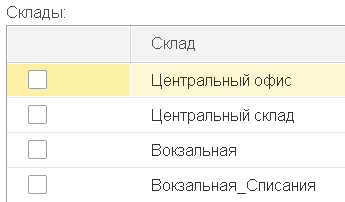 Склады:
Склад
Центральный офис
Центральный склад
Вокзальная
Вокзальная_Списания